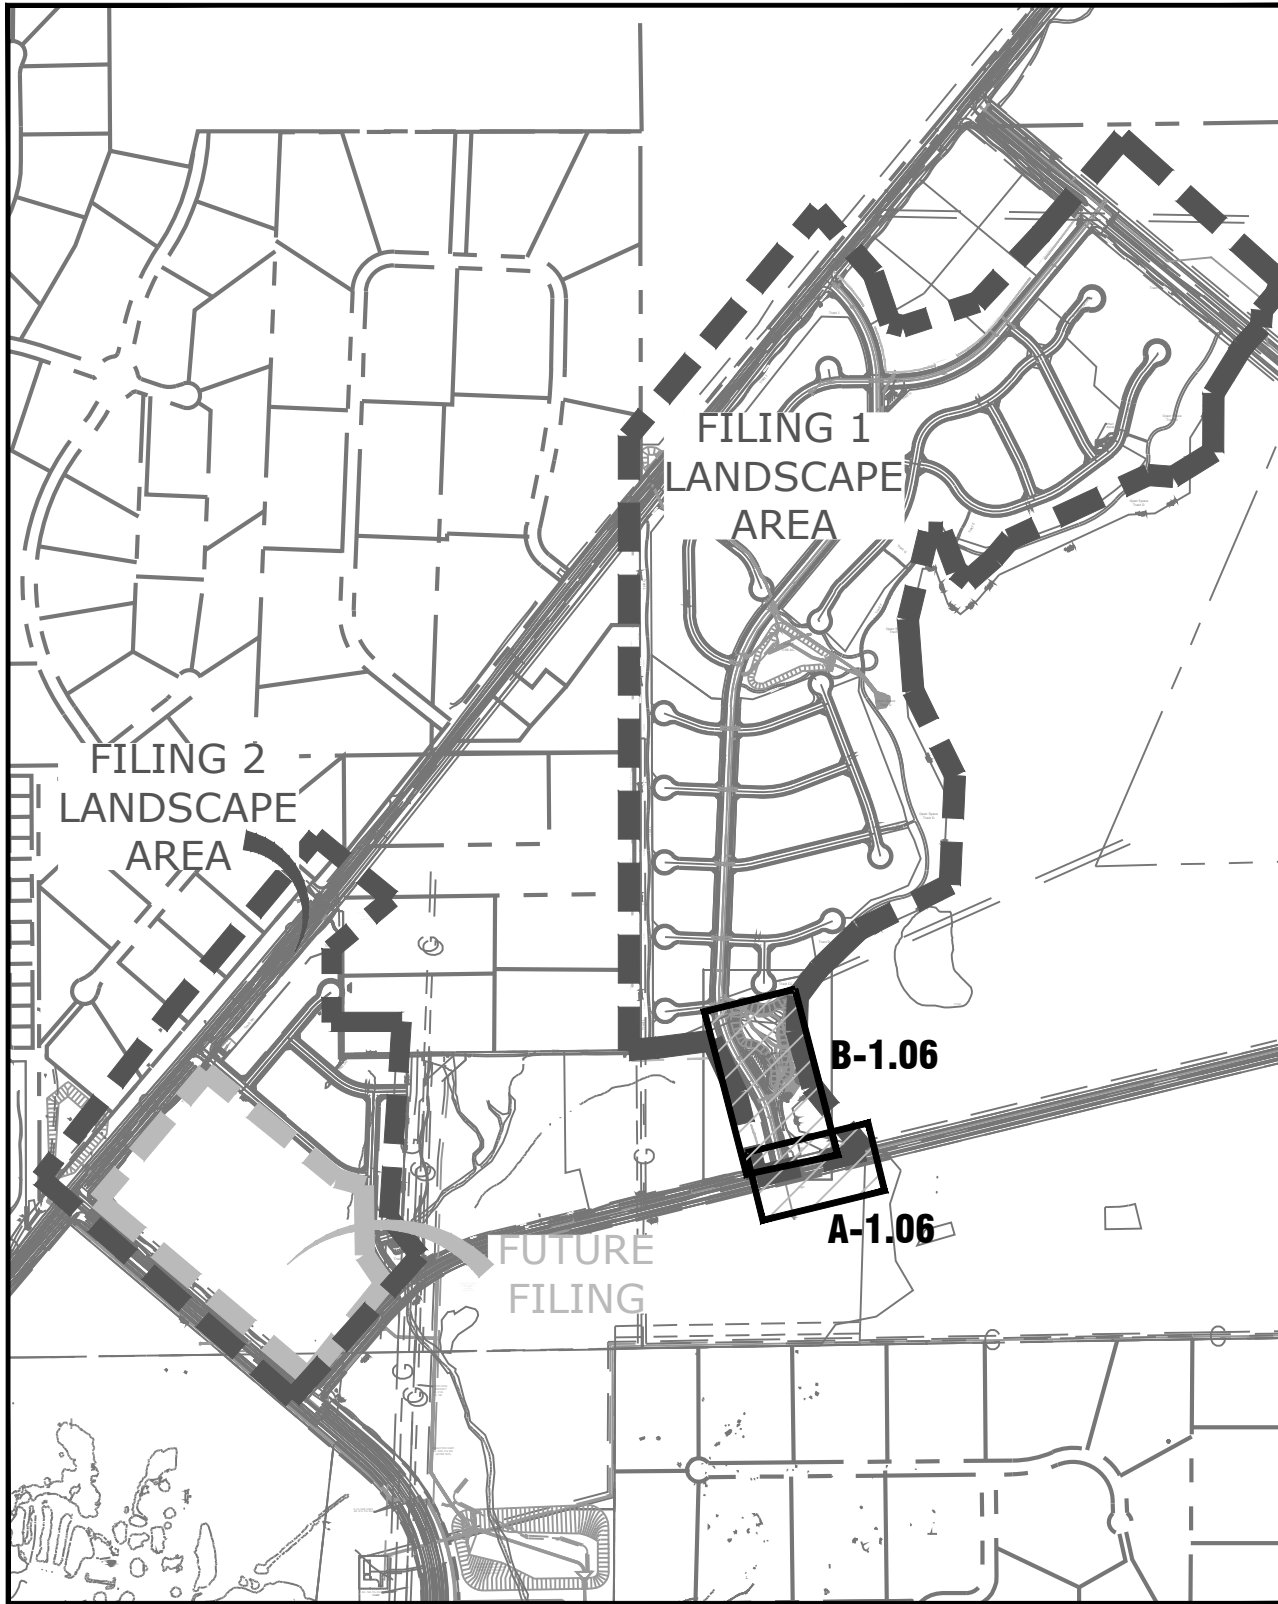 FILING 1
LANDSCAPE
AREA
FILING 2
LANDSCAPE
AREA
B-1.06
A-1.06
FUTURE
FILING